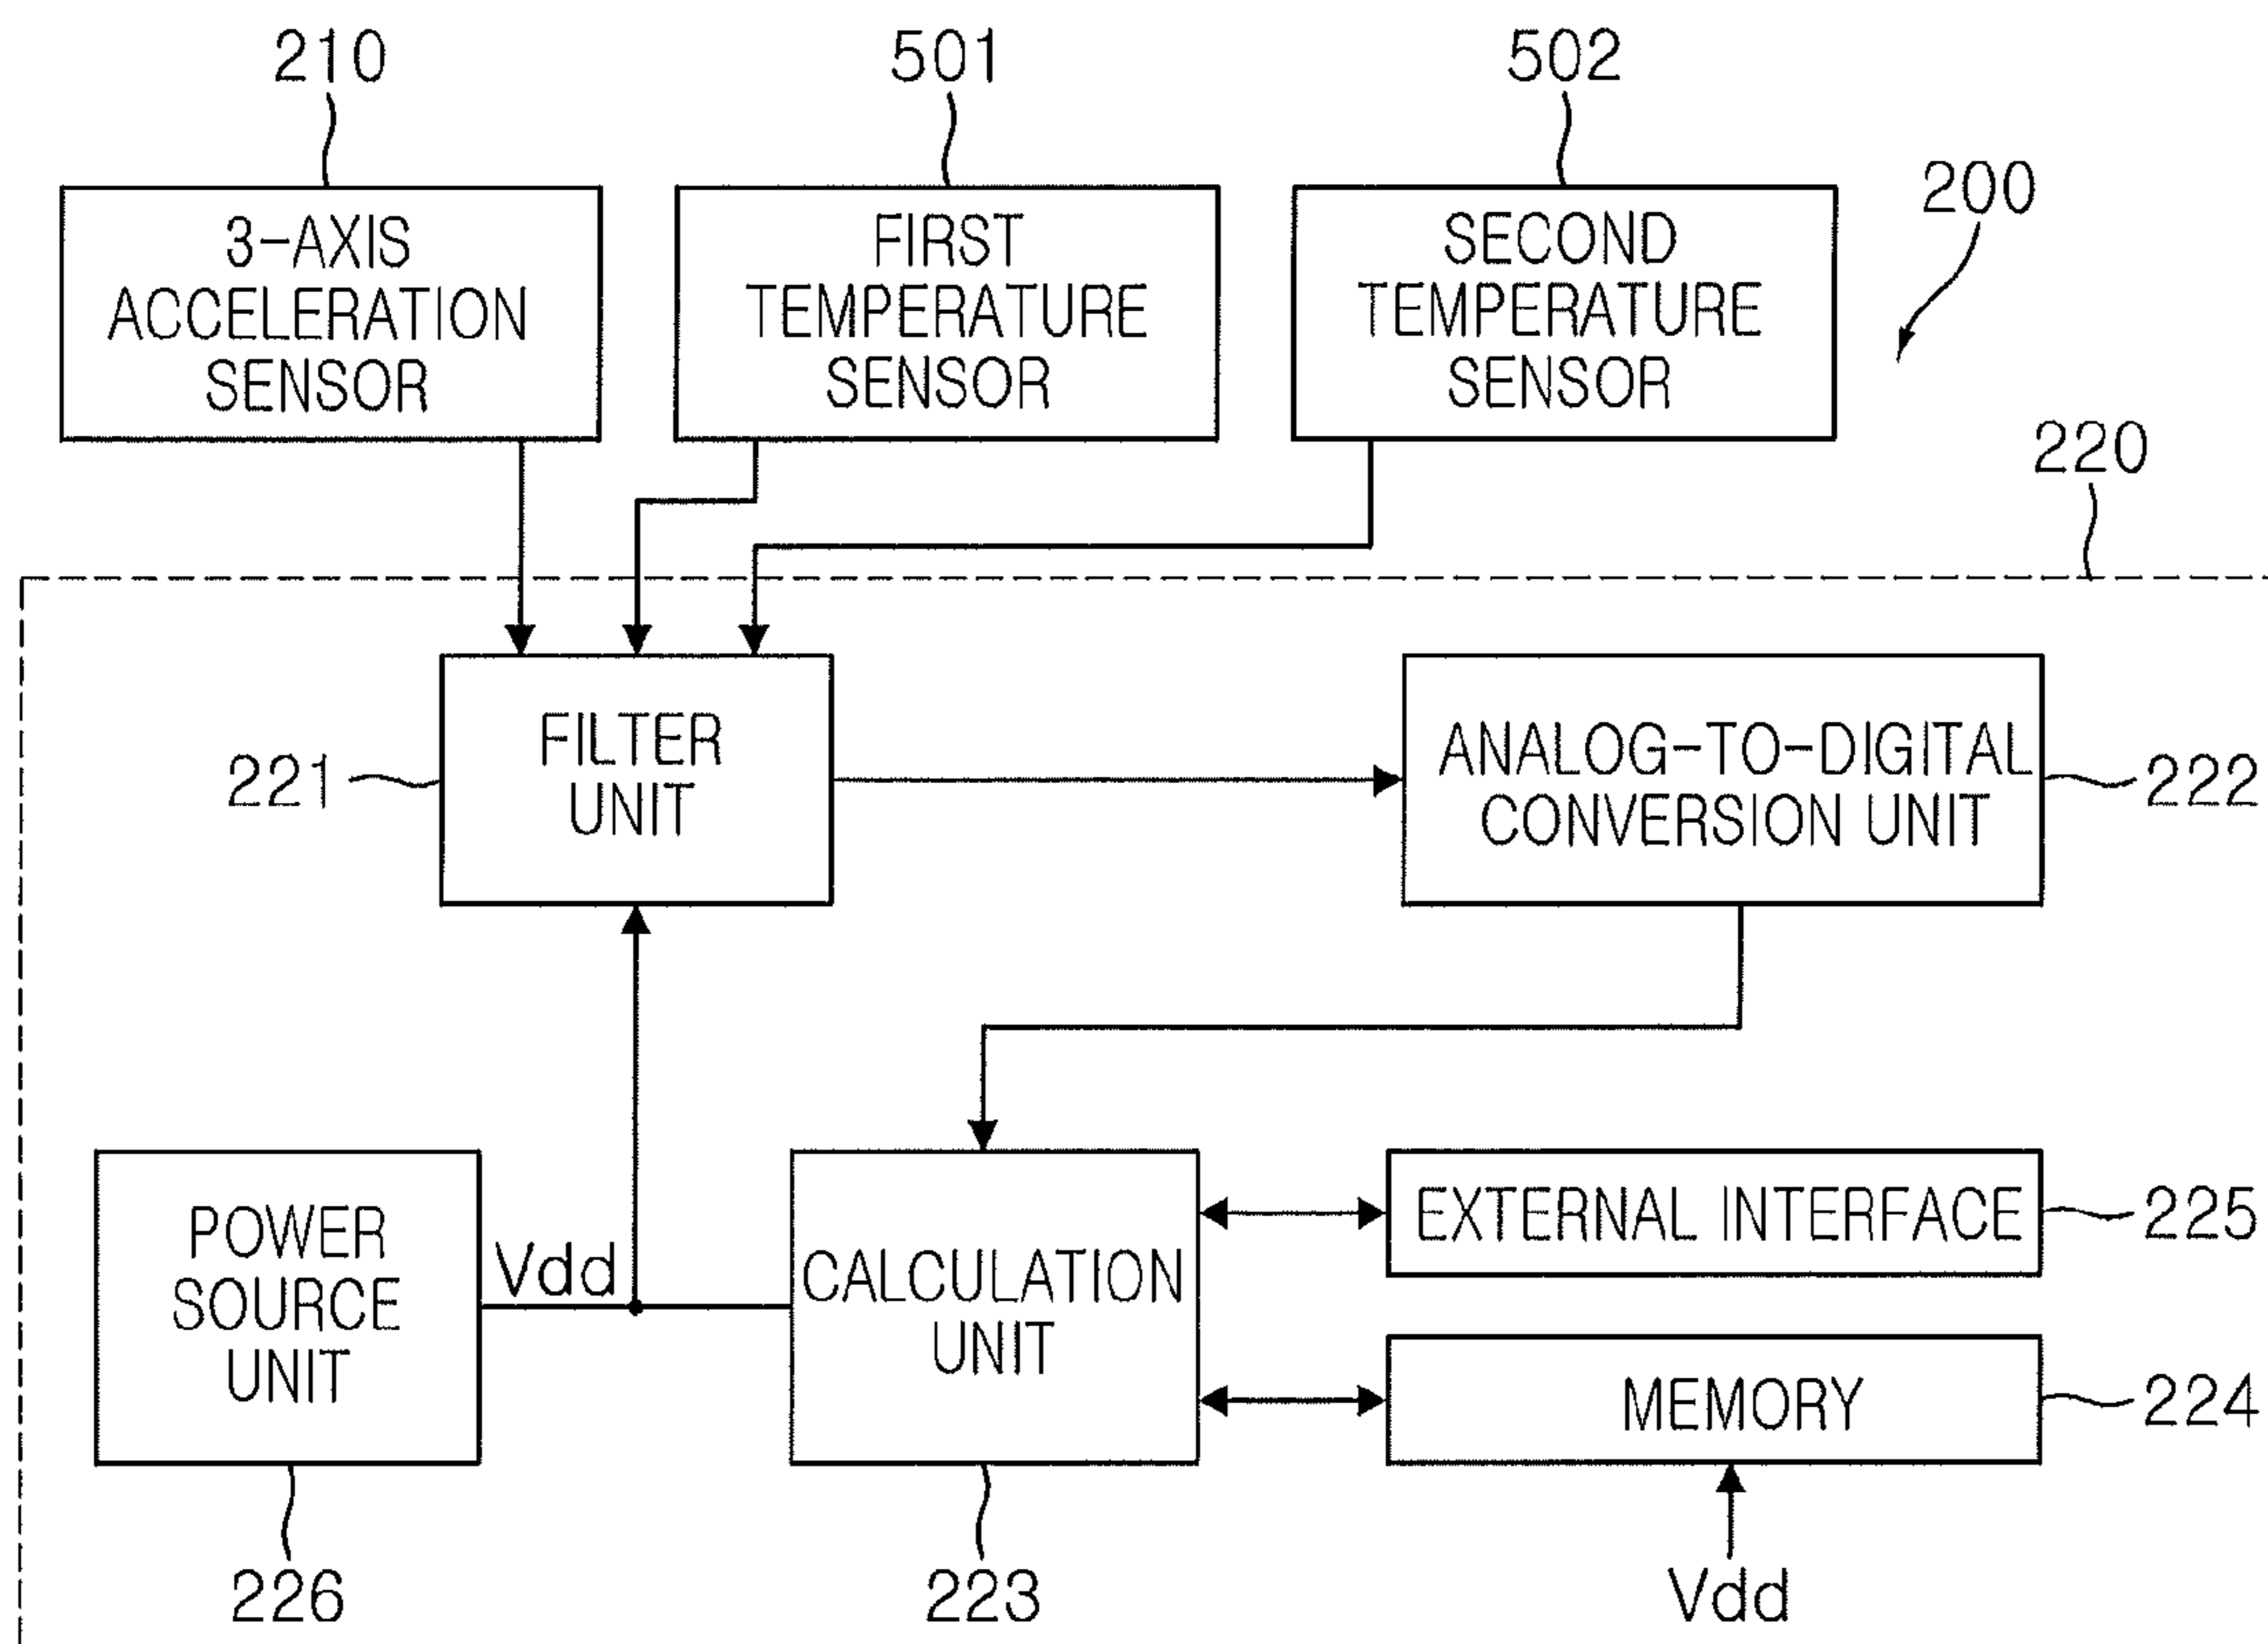 210
501
502
200
3-AXIS
ACCELERATION
SENSOR
FIRST
TEMPERATURE
SENSOR
SECOND
TEMPERATURE
SENSOR
220
221
FILTER
UNIT
ANALOG-TO-DIGITAL
CONVERSION UNIT
222
POWER
SOURCE
UNIT
Vdd
CALCULATION
UNIT
EXTERNAL INTERFACE
225
MEMORY
224
226
223
Vdd